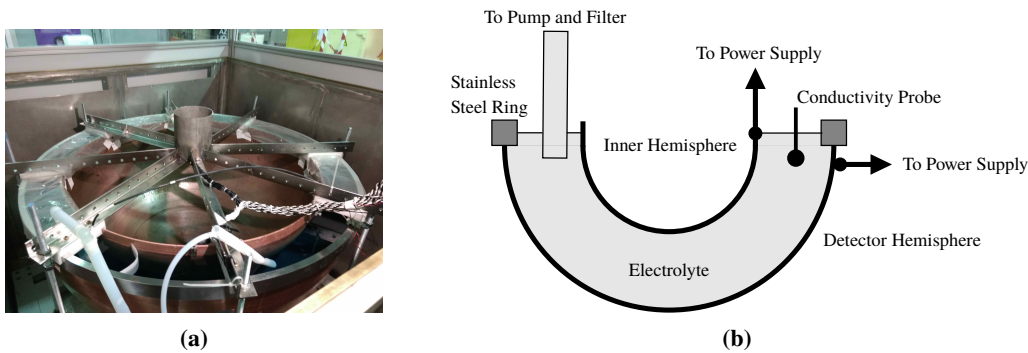 To Pump and Filter
To Power Supply
Stainless
Steel Ring
Conductivity Probe
Inner Hemisphere
To Power Supply
Detector Hemisphere
Electrolyte
(a)
(b)